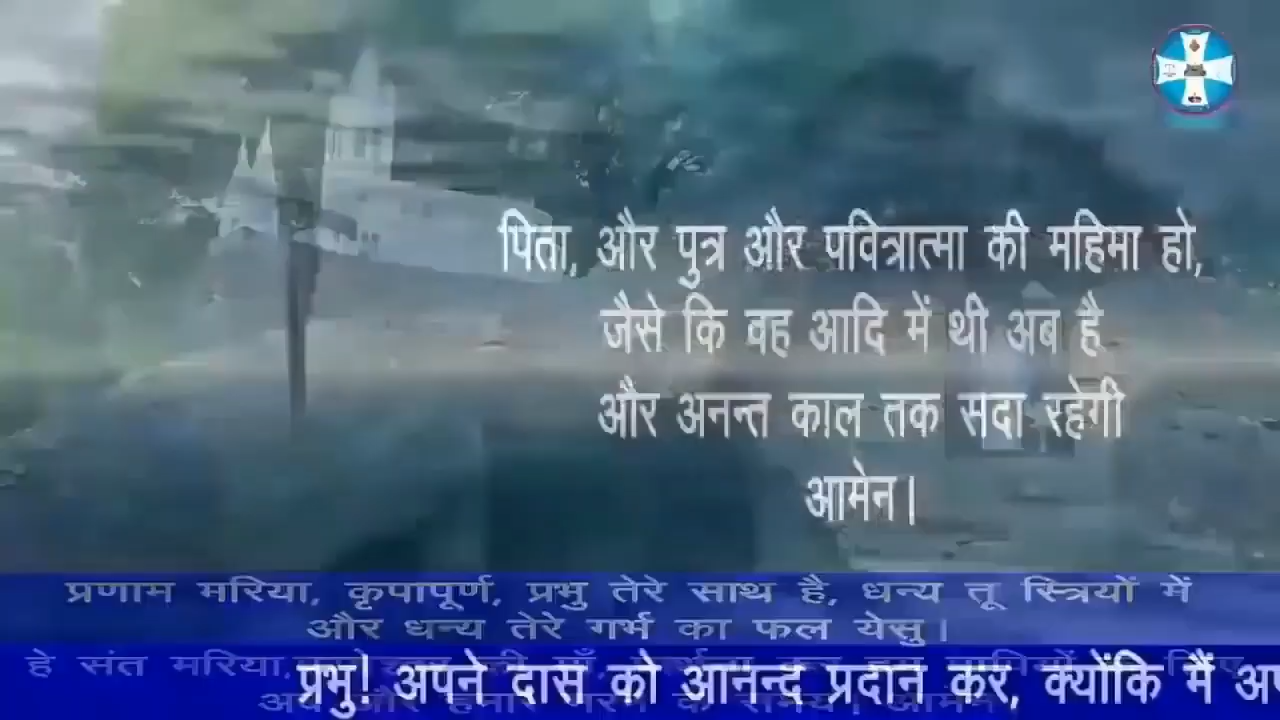 पिता, और पुत्र और पवित्रात्मा की महिमा हो,
जैसे कि वह आदि में थी अब है
और अनन्त काल तक सदा रहेगी
आमेन।
प्रणाम मरिया, कृपापूर्ण, प्रभु तेरे साथ है, धन्य तू स्त्रियों में
और धन्य तेरे गर्भ का फल येसु।
हे संत मरिया,
प्रभु! अपने दास को आनन्द प्रदान कर, क्योंकि मैं